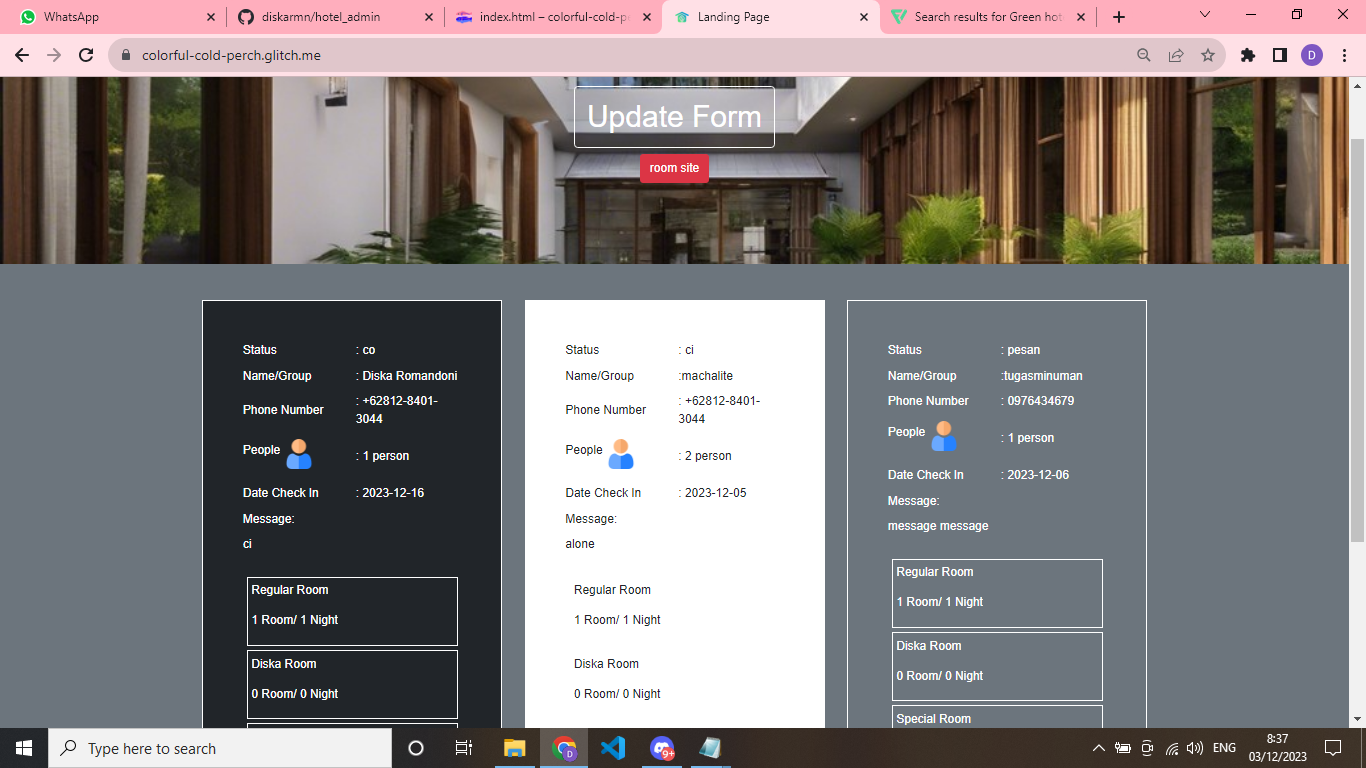 WhatsApp
diskarmn/hotel_admin
index.html – colorful-cold-p
Landing Page
Search results for Green hot
colorful-cold-perch.glitch.me
D
Update Form
room site
Status : co
Name/Group : Diska Romandoni
Phone Number : +62812-8401-
3044
People : 1 person
Date Check In : 2023-12-16
Message:
ci
Regular Room
1 Room/ 1 Night
Diska Room
0 Room/ 0 Night
Status : ci
Name/Group :machalite
Phone Number : +62812-8401-
3044
People : 2 person
Date Check In : 2023-12-05
Message:
alone
Regular Room
1 Room/ 1 Night
Diska Room
0 Room/ 0 Night
Status : pesan
Name/Group :tugasminuman
Phone Number : 0976434679
People : 1 person
Date Check In : 2023-12-06
Message:
message message
Regular Room
1 Room/ 1 Night
Diska Room
0 Room/ 0 Night
Special Room
Type here to search
D
9+
ENG
8:37
03/12/2023